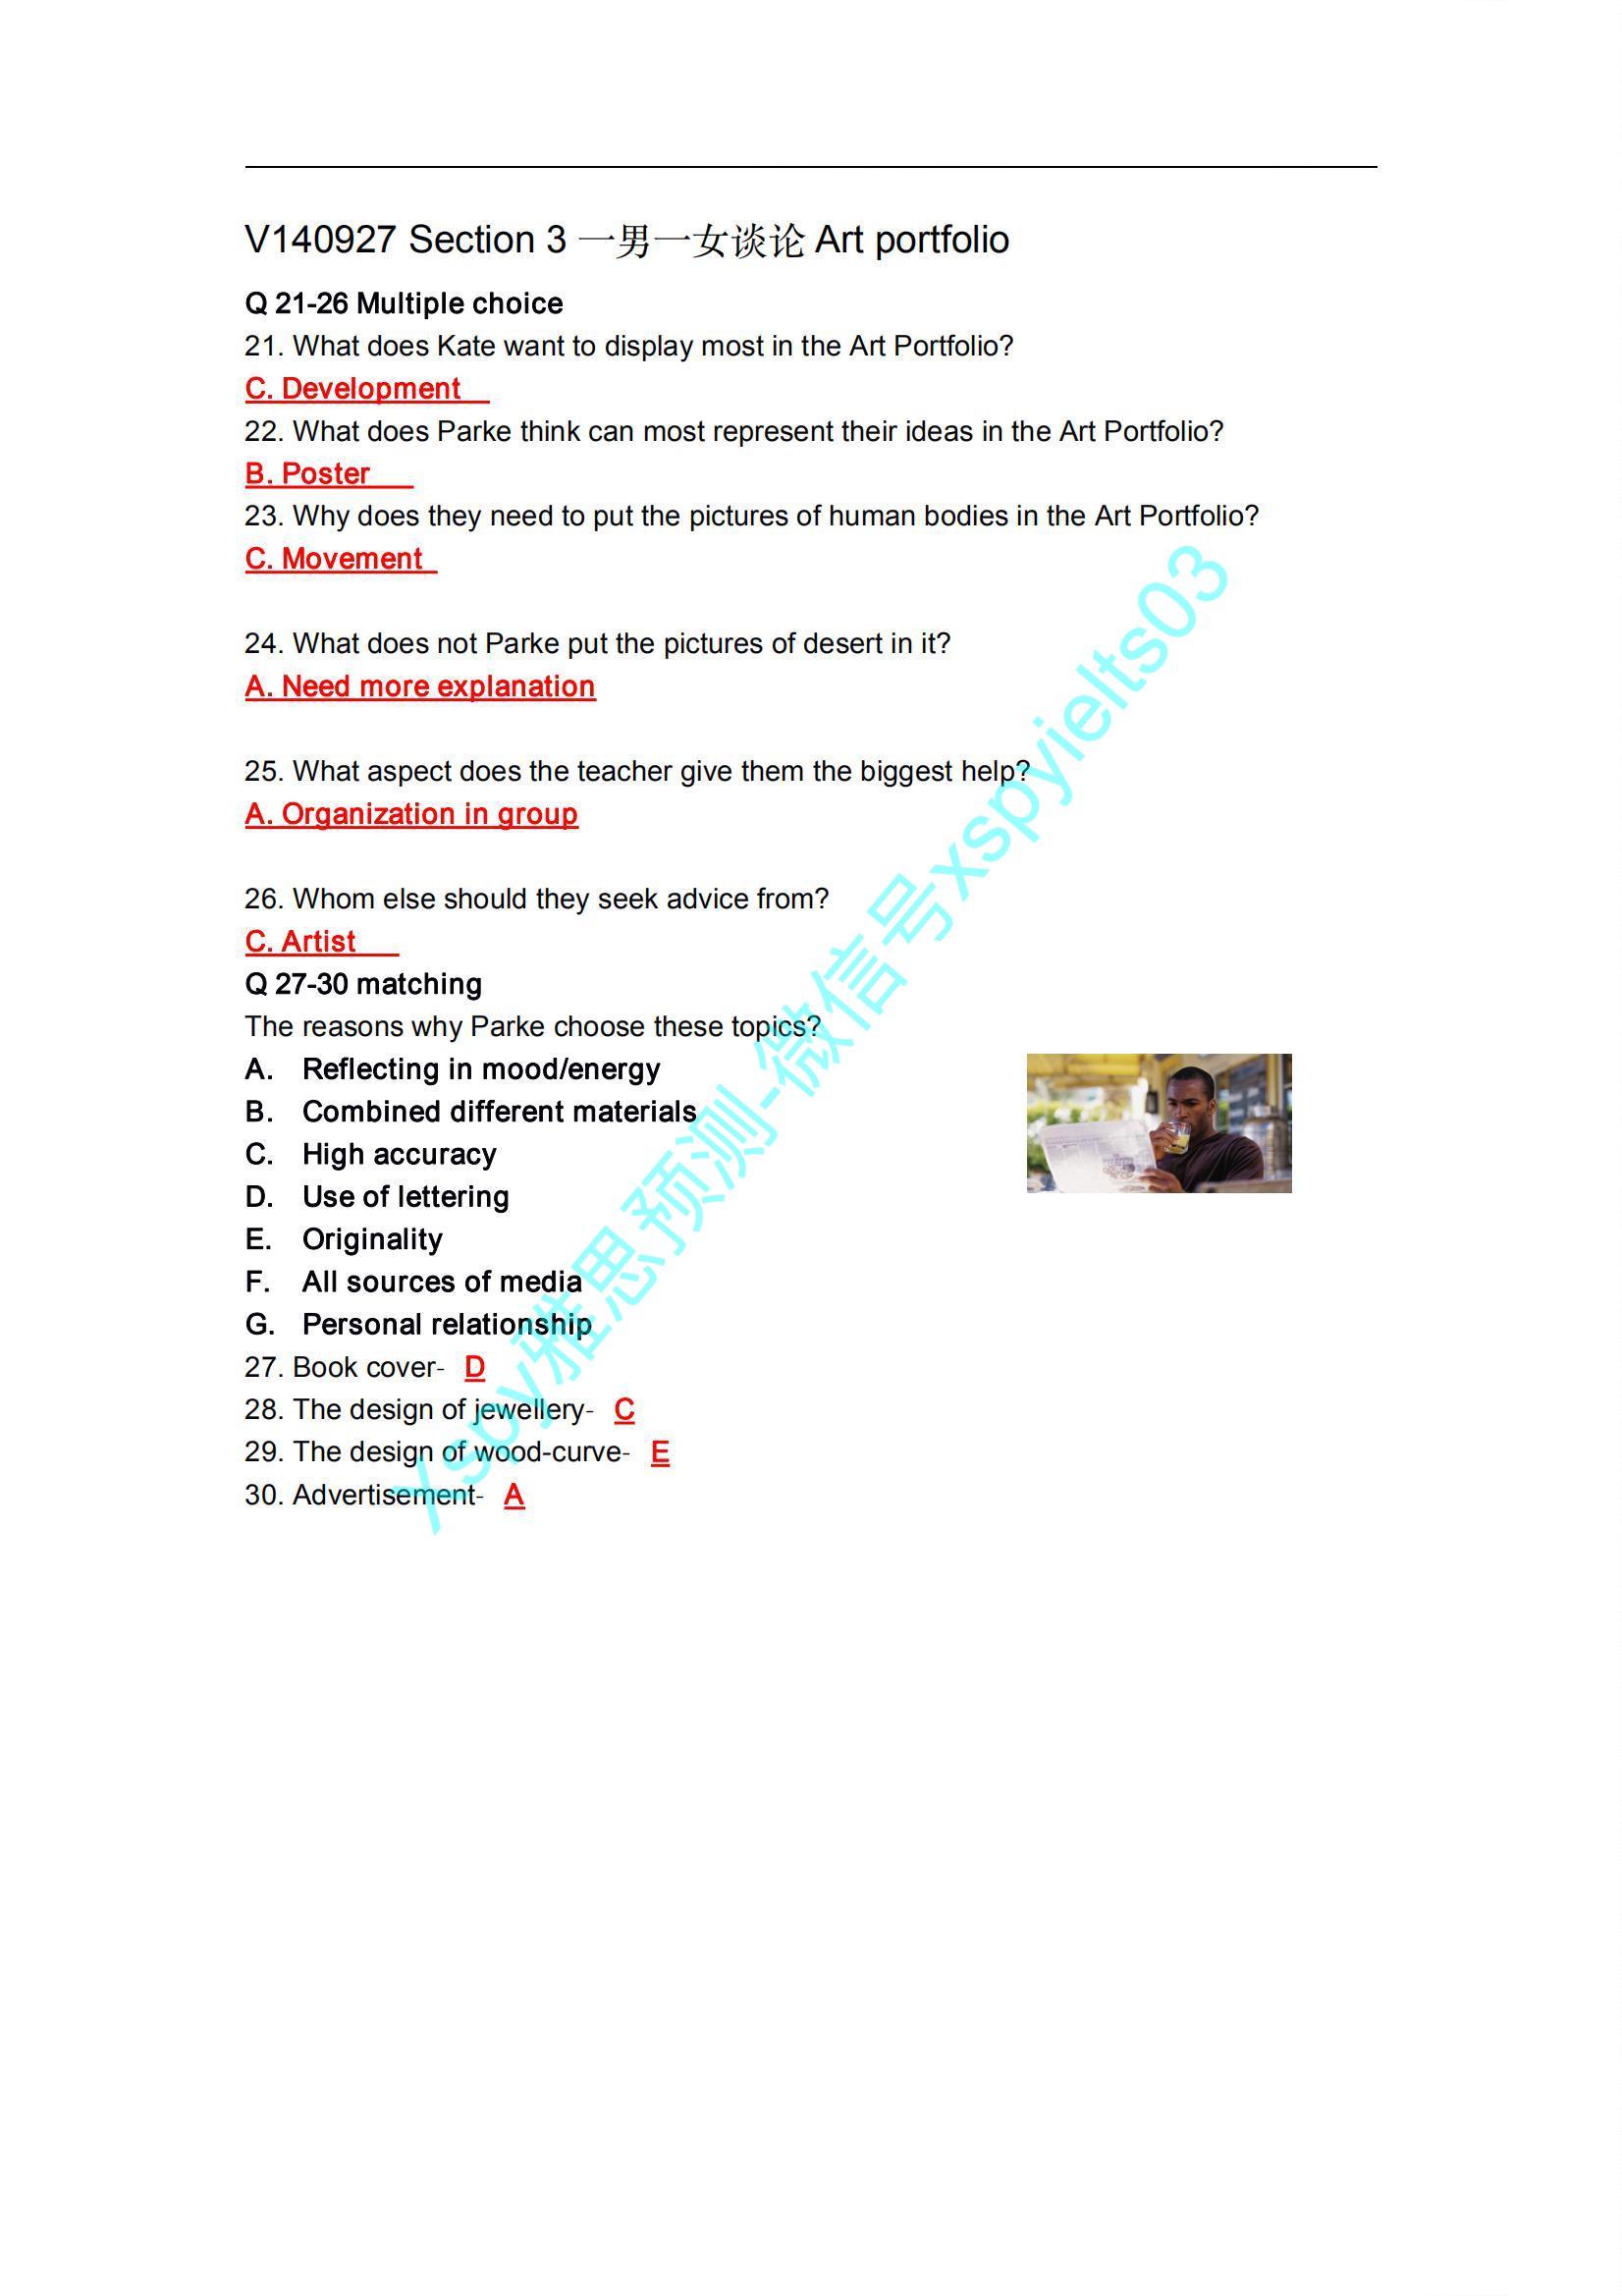 V140927 Section 3 一男一女谈论 Art portfolio
Q 21-26 Multiple choice
21. What does Kate want to display most in the Art Portfolio?
C. Development
22. What does Parke think can most represent their ideas in the Art Portfolio?
B. Poster
23. Why does they need to put the pictures of human bodies in the Art Portfolio?
C. Movement
24. What does not Parke put the pictures of desert in it?
A. Need more explanation
25. What aspect does the teacher give them the biggest help?
A. Organization in group
26. Whom else should they seek advice from?
C. Artist
Q 27-30 matching
The reasons why Parke choose these topics?
A. Reflecting in mood/energy
B. Combined different materials
C. High accuracy
D. Use of lettering
E. Originality
F. All sources of media
G. Personal relationship
27. Book cover- D
28. The design of jewellery- C
29. The design of wood-curve- E
30. Advertisement- A
Xspy雅思预测-微信号xspyielts03